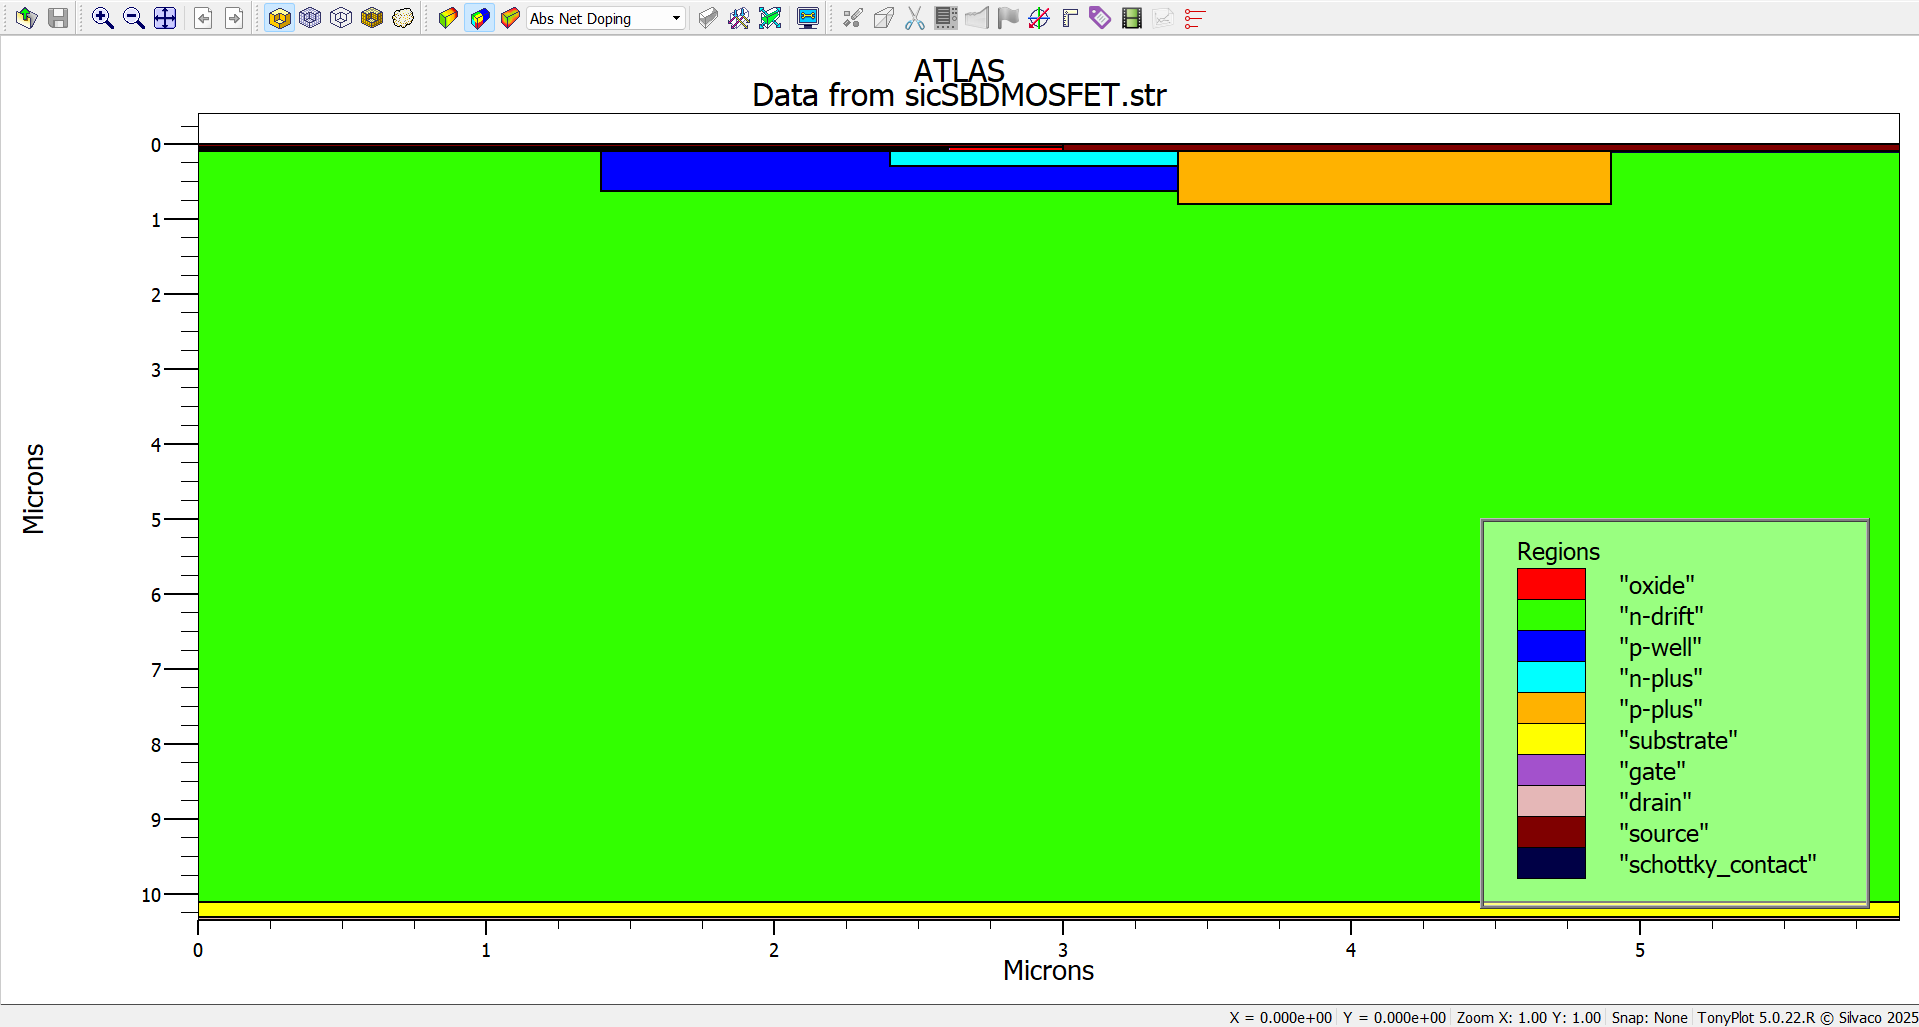 Abs Net Doping
ATLAS
Data from sicSBDMOSFET.str
Microns
0
1
2
3
4
5
6
7
8
9
10
Regions
"oxide"
"n-drift"
"p-well"
"n-plus"
"p-plus"
"substrate"
"gate"
"drain"
"source"
"schottky_contact"
0 1 2 3 4 5
Microns
X = 0.000e+00 Y = 0.000e+00 Zoom X: 1.00 Y: 1.00 Snap: None TonyPlot 5.0.22.R © Silvaco 2025